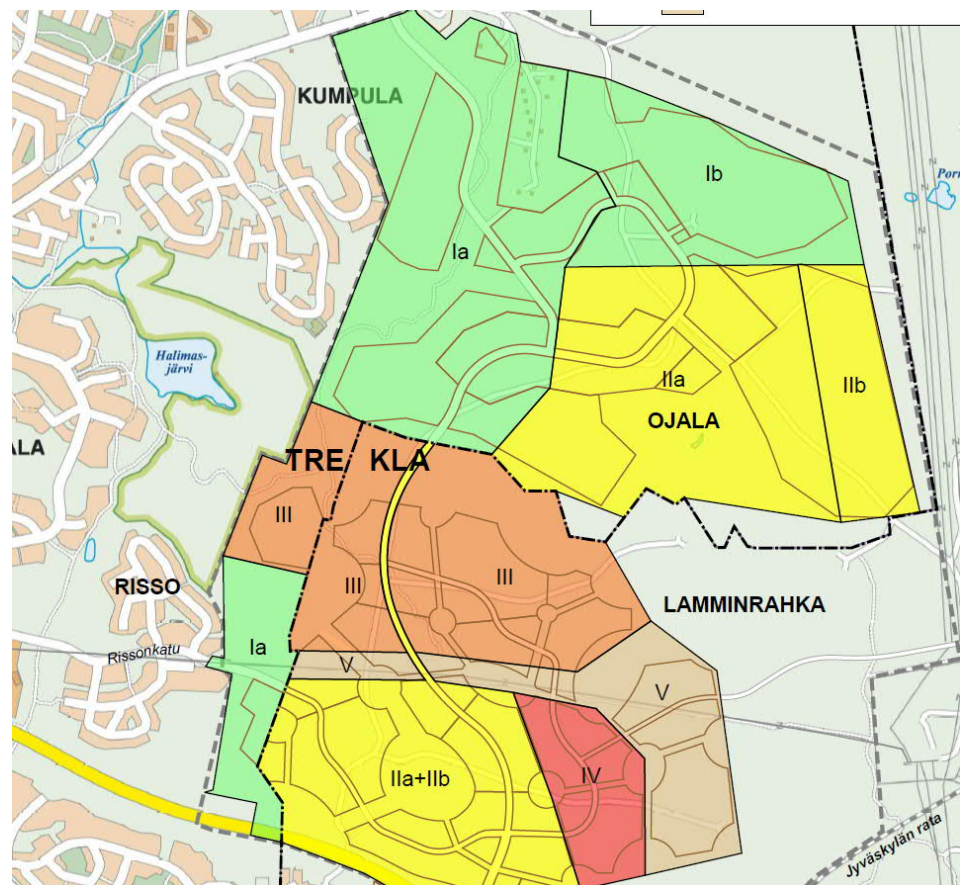 KUMPULA
Ib
Porr
Ia
Halimas-
järvi
IIa
IIb
OJALA
ALA
TRE KLA
III
III
III
RISSO
LAMMINRAHKA
Rissonkatu
Ia
V
V
IIa+IIb
IV
Jyväskylän rata